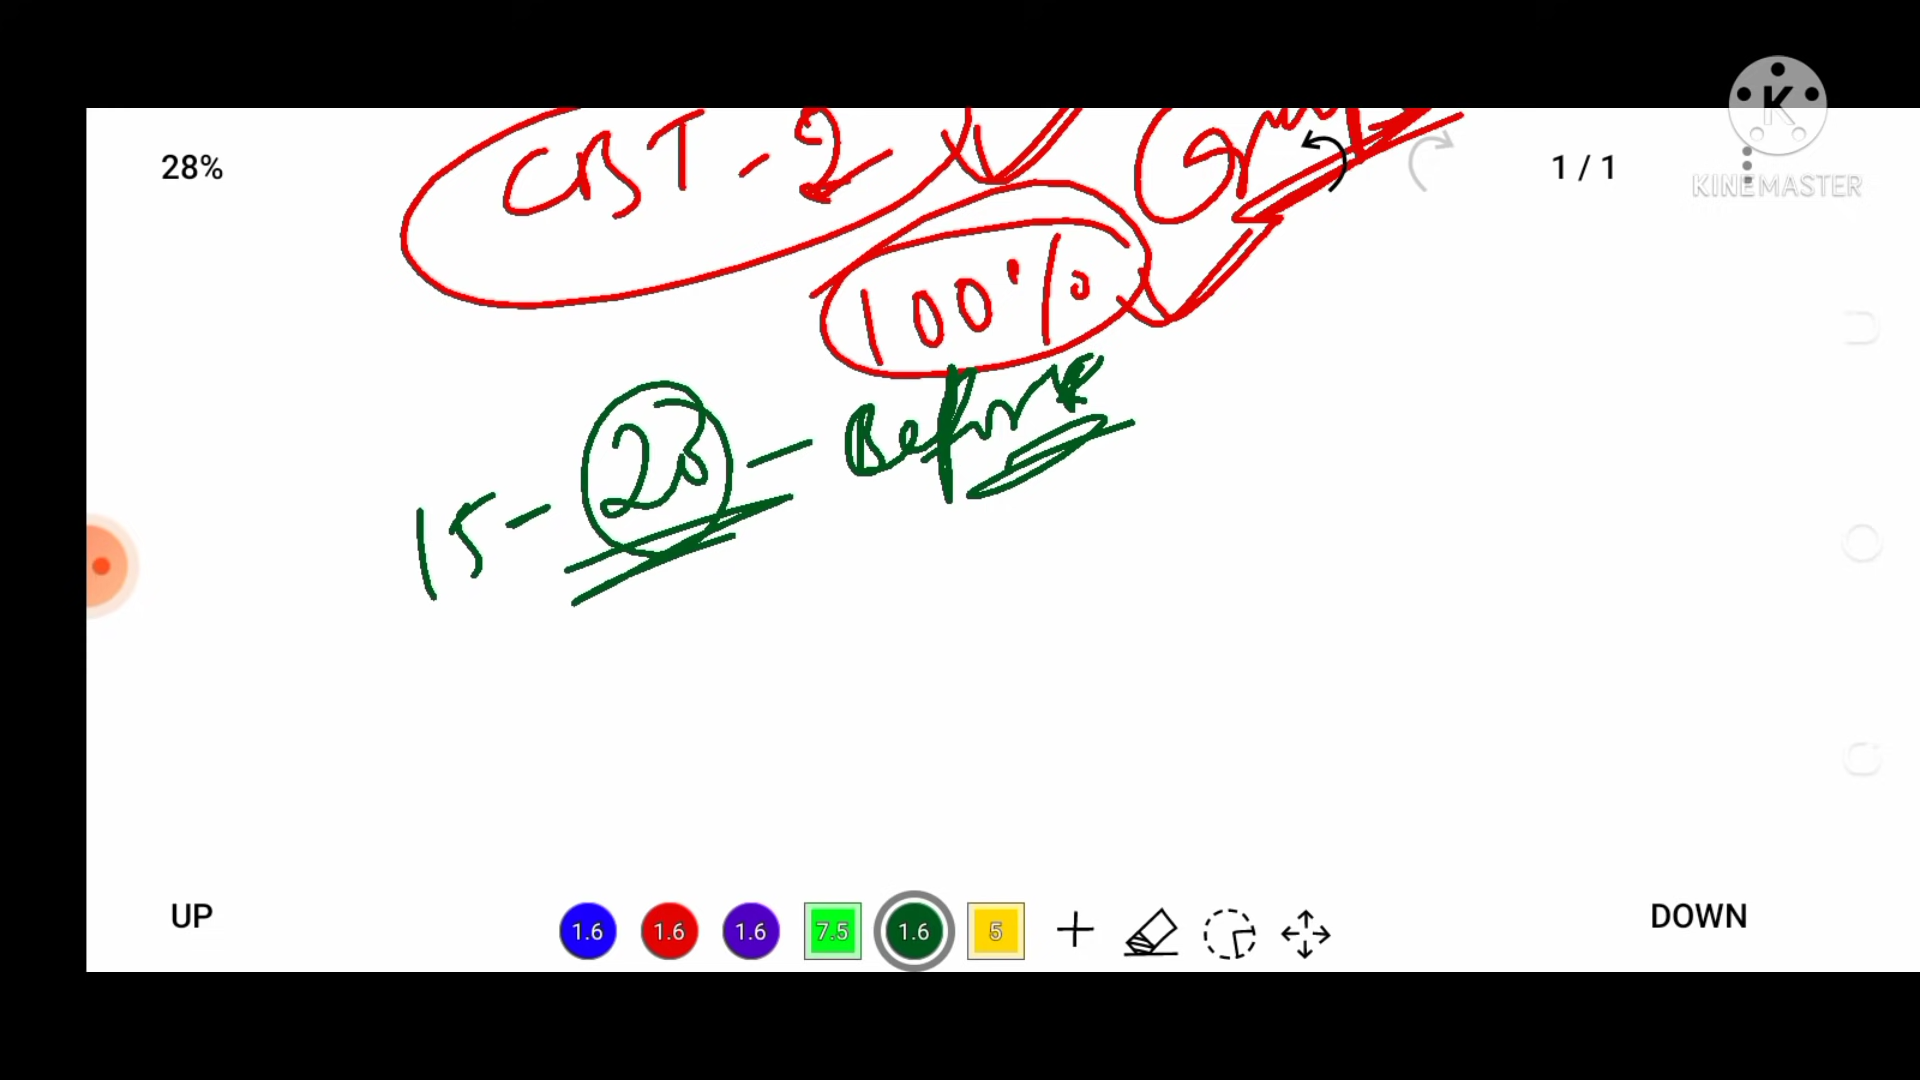 CBT-2
28%
1 / 1
KINEMASTER
100%
15-28-Before
UP
1.6
1.6
1.6
7.5
1.6
5
DOWN